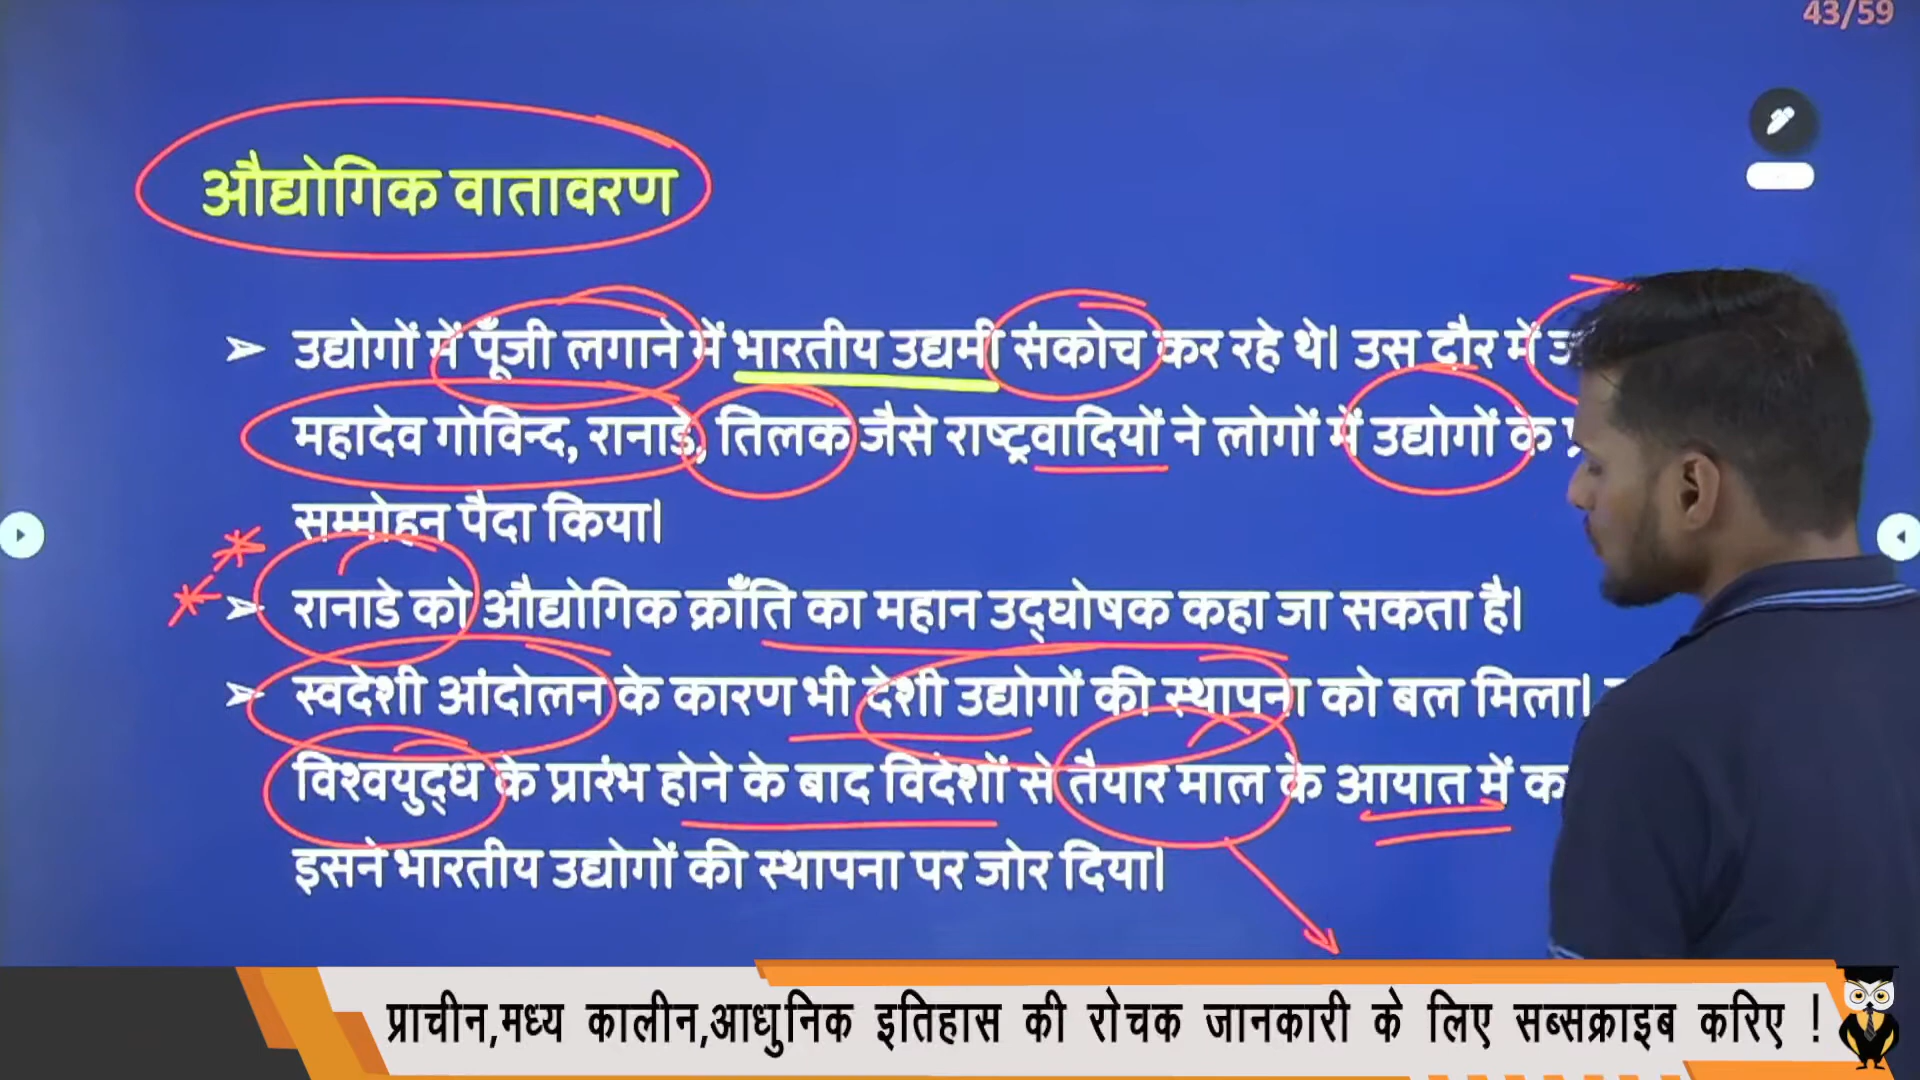 43/59
औद्योगिक वातावरण
➢ उद्योगों में पूँजी लगाने में भारतीय उद्यमी संकोच कर रहे थे। उस दौर में
महादेव गोविन्द, रानाडे, तिलक जैसे राष्ट्रवादियों ने लोगों में उद्योगों के
सम्मोहन पैदा किया।
➢ रानाडे को औद्योगिक क्राँति का महान उद्घोषक कहा जा सकता है।
➢ स्वदेशी आंदोलन के कारण भी देशी उद्योगों की स्थापना को बल मिला।
विश्वयुद्ध के प्रारंभ होने के बाद विदेशों से तैयार माल के आयात में
इसने भारतीय उद्योगों की स्थापना पर जोर दिया।
प्राचीन,मध्य कालीन,आधुनिक इतिहास की रोचक जानकारी के लिए सब्सक्राइब करिए !